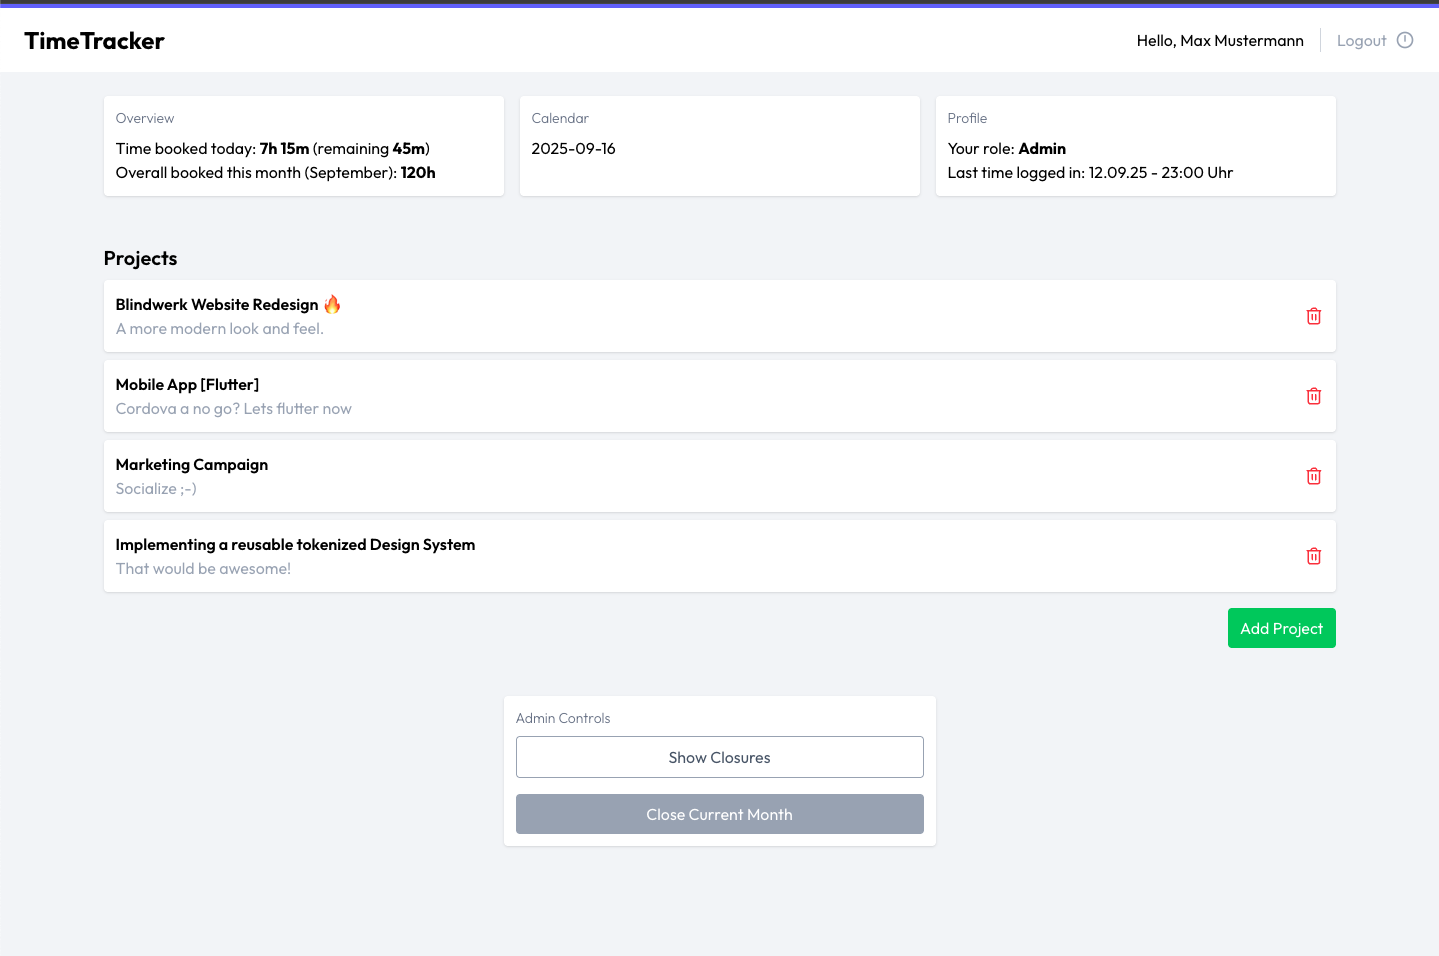 TimeTracker
Hello, Max Mustermann
Logout
Overview
Time booked today: 7h 15m (remaining 45m)
Overall booked this month (September): 120h
Calendar
2025-09-16
Profile
Your role: Admin
Last time logged in: 12.09.25 - 23:00 Uhr
Projects
Blindwerk Website Redesign 🔥
A more modern look and feel.
Mobile App [Flutter]
Cordova a no go? Lets flutter now
Marketing Campaign
Socialize ;-)
Implementing a reusable tokenized Design System
That would be awesome!
Add Project
Admin Controls
Show Closures
Close Current Month